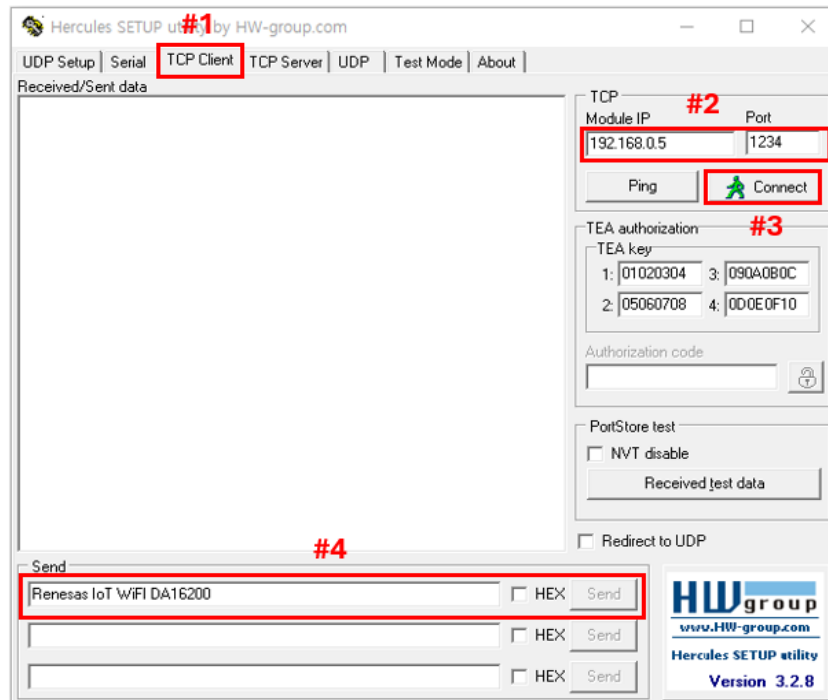 #1
Hercules SETUP utility by HW-group.com
UDP Setup Serial TCP Client TCP Server UDP Test Mode About
Received/Sent data
TCP
#2
Module IP Port
192.168.0.5 1234
Ping Connect
#3
TEA authorization
TEA key
1: 01020304 3: 090A0B0C
2: 05060708 4: 0D0E0F10
Authorization code
PortStore test
NVT disable
Received test data
Redirect to UDP
#4
Send
Renesas IoT WiFI DA16200 HEX Send
HEX Send
HEX Send
HW group
www.HW-group.com
Hercules SETUP utility
Version 3.2.8